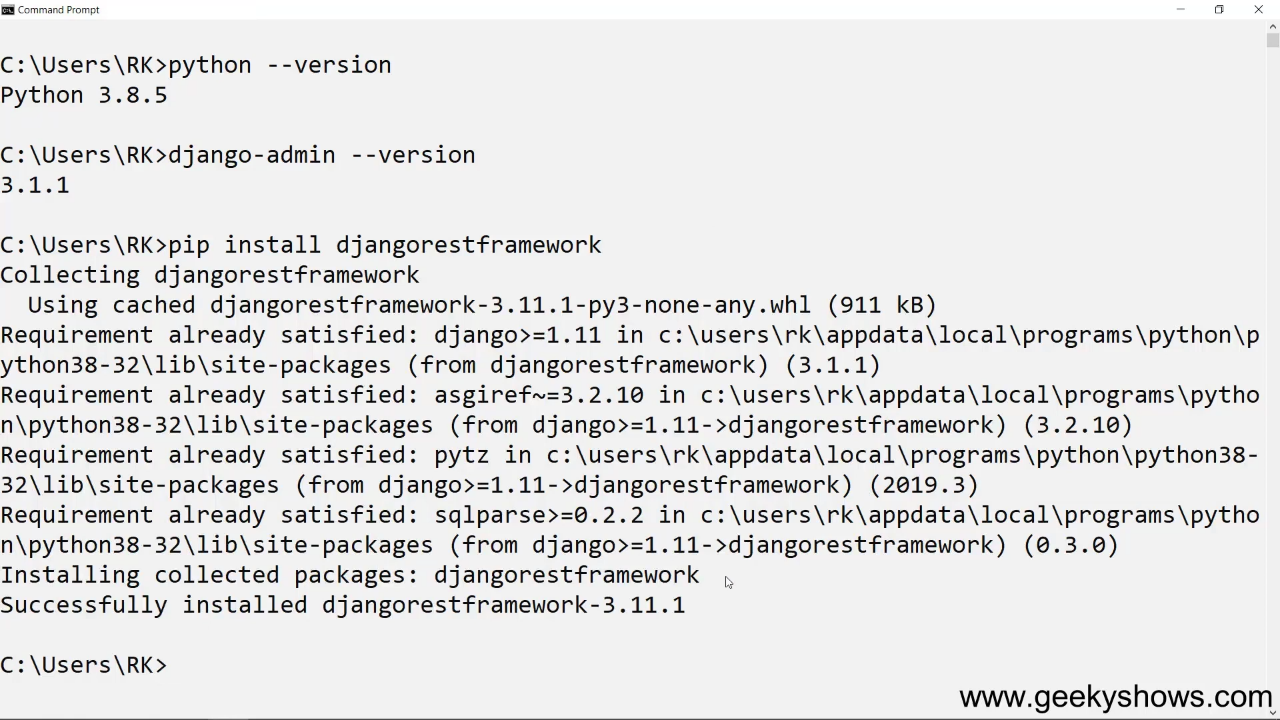 Command Prompt
C:\Users\RK>python --version
Python 3.8.5
C:\Users\RK>django-admin --version
3.1.1
C:\Users\RK>pip install djangorestframework
Collecting djangorestframework
  Using cached djangorestframework-3.11.1-py3-none-any.whl (911 kB)
Requirement already satisfied: django>=1.11 in c:\users\rk\appdata\local\programs\python\p
ython38-32\lib\site-packages (from djangorestframework) (3.1.1)
Requirement already satisfied: asgiref~=3.2.10 in c:\users\rk\appdata\local\programs\pytho
n\python38-32\lib\site-packages (from django>=1.11->djangorestframework) (3.2.10)
Requirement already satisfied: pytz in c:\users\rk\appdata\local\programs\python\python38-
32\lib\site-packages (from django>=1.11->djangorestframework) (2019.3)
Requirement already satisfied: sqlparse>=0.2.2 in c:\users\rk\appdata\local\programs\pytho
n\python38-32\lib\site-packages (from django>=1.11->djangorestframework) (0.3.0)
Installing collected packages: djangorestframework
Successfully installed djangorestframework-3.11.1
C:\Users\RK>
www.geekyshows.com